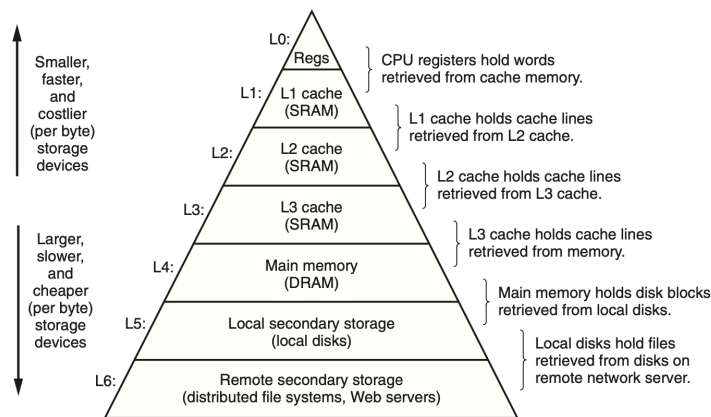 Smaller,
faster,
and
costlier
(per byte)
storage
devices
Larger,
slower,
and
cheaper
(per byte)
storage
devices
L0:
Regs
CPU registers hold words
retrieved from cache memory.
L1:
L1 cache
(SRAM)
L1 cache holds cache lines
retrieved from L2 cache.
L2:
L2 cache
(SRAM)
L2 cache holds cache lines
retrieved from L3 cache.
L3:
L3 cache
(SRAM)
L3 cache holds cache lines
retrieved from memory.
L4:
Main memory
(DRAM)
Main memory holds disk blocks
retrieved from local disks.
L5:
Local secondary storage
(local disks)
Local disks hold files
retrieved from disks on
remote network server.
L6:
Remote secondary storage
(distributed file systems, Web servers)